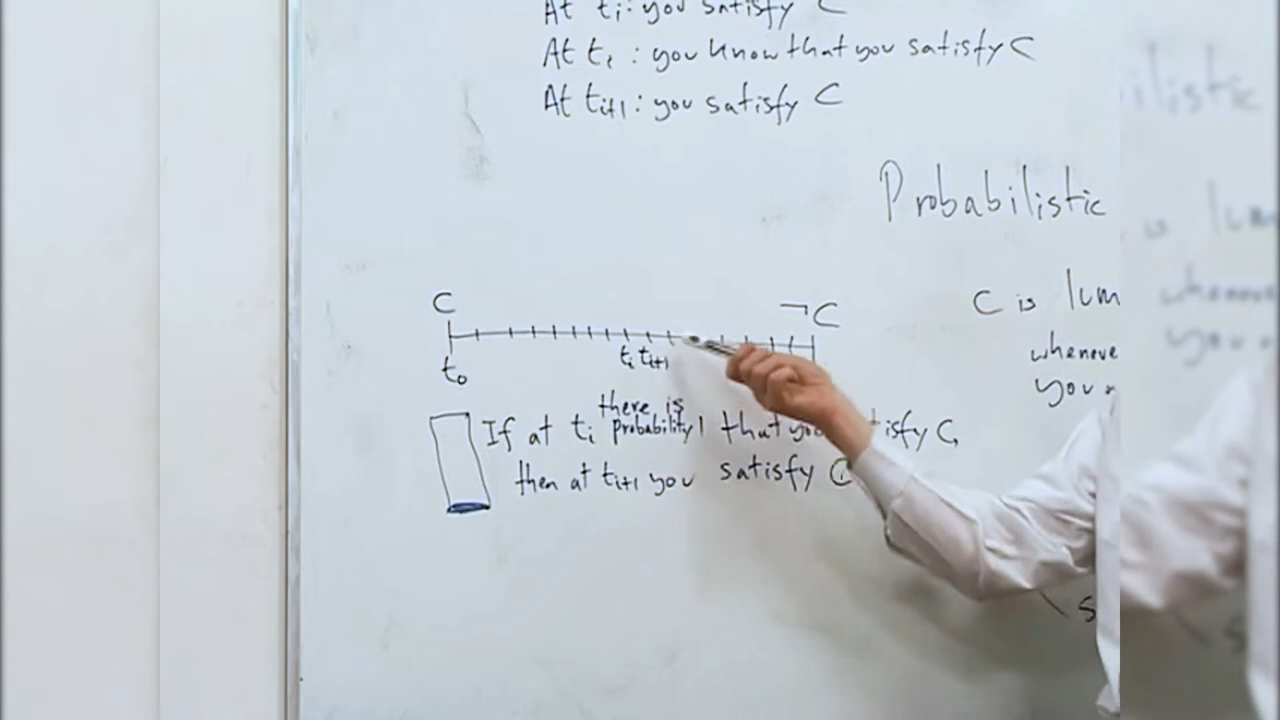 At ti: you satisfy C
At ti : you know that you satisfy C
At ti+1 : you satisfy C
Probabilistic
C ¬C
C is lum
t0 ti ti+1
whenever
you
there is
If at ti probability 1 that you satisfy C,
then at ti+1 you satisfy C
S